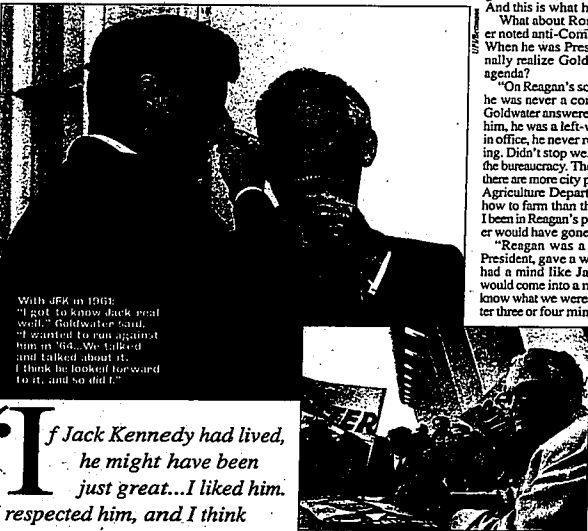 With JFK in 1961:
"I got to know Jack real
well," Goldwater said.
"I wanted to run against
him in '64...We talked
and talked about it.
I think he looked forward
to it, and so did I."
If Jack Kennedy had lived,
he might have been
just great...I liked him.
respected him, and I think
And this is what h
What about Ro
er noted anti-Com
When he was Pres
nally realize Gold
agenda?
"On Reagan's so
he was never a co
Goldwater answere
him, he was a left-
in office, he never r
ing. Didn't stop we
the bureaucracy. The
there are more city p
Agriculture Depart
how to farm than th
I been in Reagan's p
er would have gone
"Reagan was a
President, gave a w
had a mind like Ja
would come into a n
know what we were
ter three or four min
ER